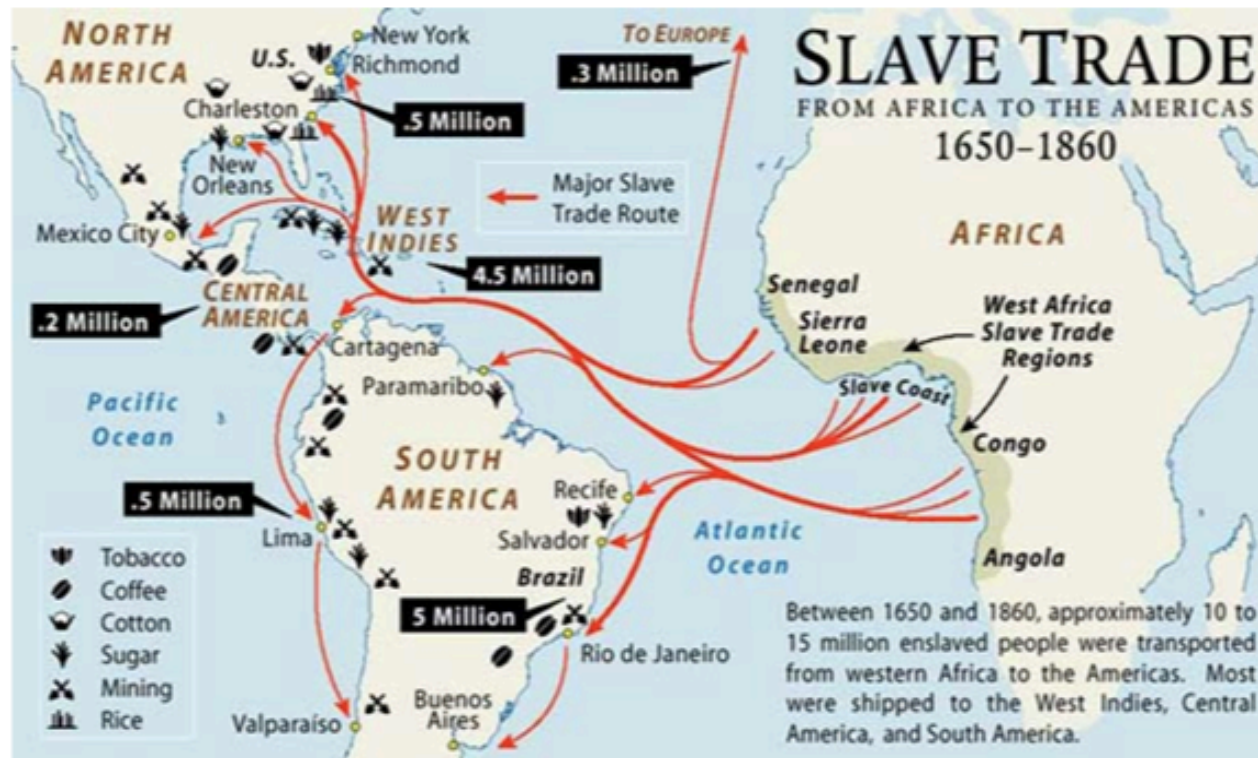 SLAVE TRADE
FROM AFRICA TO THE AMERICAS
1650–1860
NORTH
AMERICA
U.S.
New York
Richmond
Charleston
.5 Million
New
Orleans
Mexico City
WEST
INDIES
4.5 Million
CENTRAL
AMERICA
.2 Million
TO EUROPE
.3 Million
Major Slave
Trade Route
AFRICA
Senegal
Sierra
Leone
West Africa
Slave Trade
Regions
Slave Coast
Congo
Angola
Cartagena
Paramaribo
Pacific
Ocean
SOUTH
AMERICA
.5 Million
Lima
Recife
Salvador
Brazil
5 Million
Rio de Janeiro
Buenos
Aires
Valparaíso
Atlantic
Ocean
Tobacco
Coffee
Cotton
Sugar
Mining
Rice
Between 1650 and 1860, approximately 10 to
15 million enslaved people were transported
from western Africa to the Americas. Most
were shipped to the West Indies, Central
America, and South America.